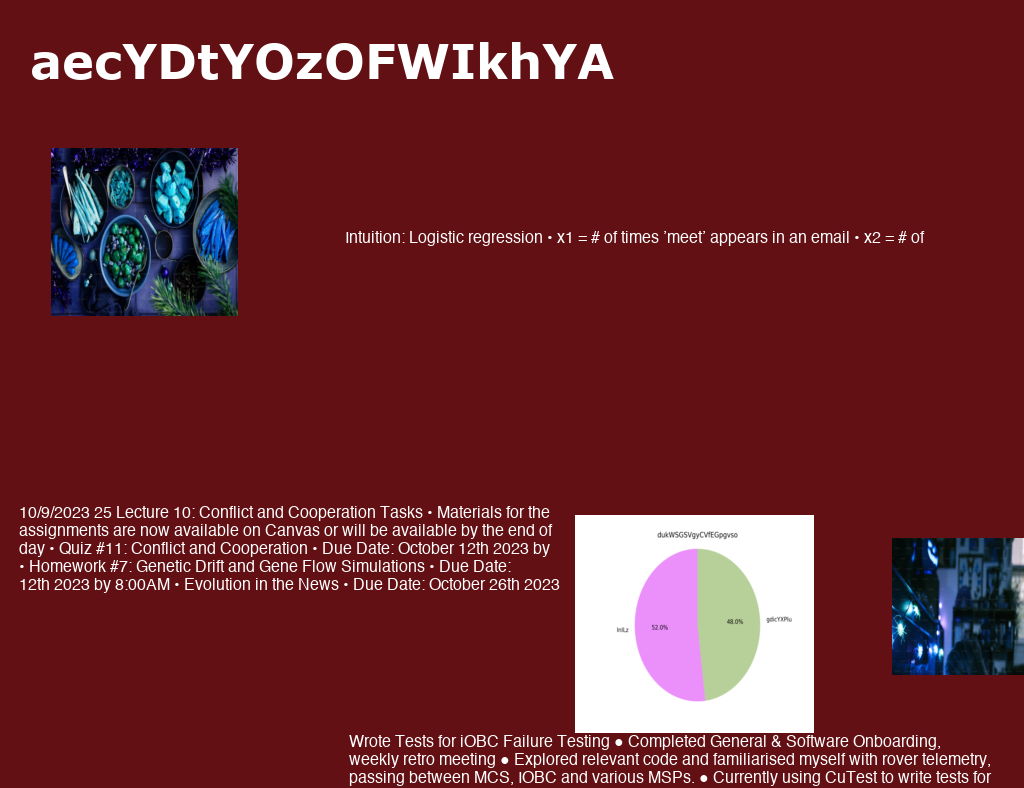 aecYDtYOzOFWIkhYA
Intuition: Logistic regression • x1 = # of times ’meet’ appears in an email • x2 = # of
10/9/2023 25 Lecture 10: Conflict and Cooperation Tasks • Materials for the
assignments are now available on Canvas or will be available by the end of
day • Quiz #11: Conflict and Cooperation • Due Date: October 12th 2023 by
• Homework #7: Genetic Drift and Gene Flow Simulations • Due Date:
12th 2023 by 8:00AM • Evolution in the News • Due Date: October 26th 2023
dukWSGSVgyCVfEGpgvso
52.0%
48.0%
gdicYXPlu
Wrote Tests for iOBC Failure Testing ● Completed General & Software Onboarding,
weekly retro meeting ● Explored relevant code and familiarised myself with rover telemetry,
passing between MCS, IOBC and various MSPs. ● Currently using CuTest to write tests for